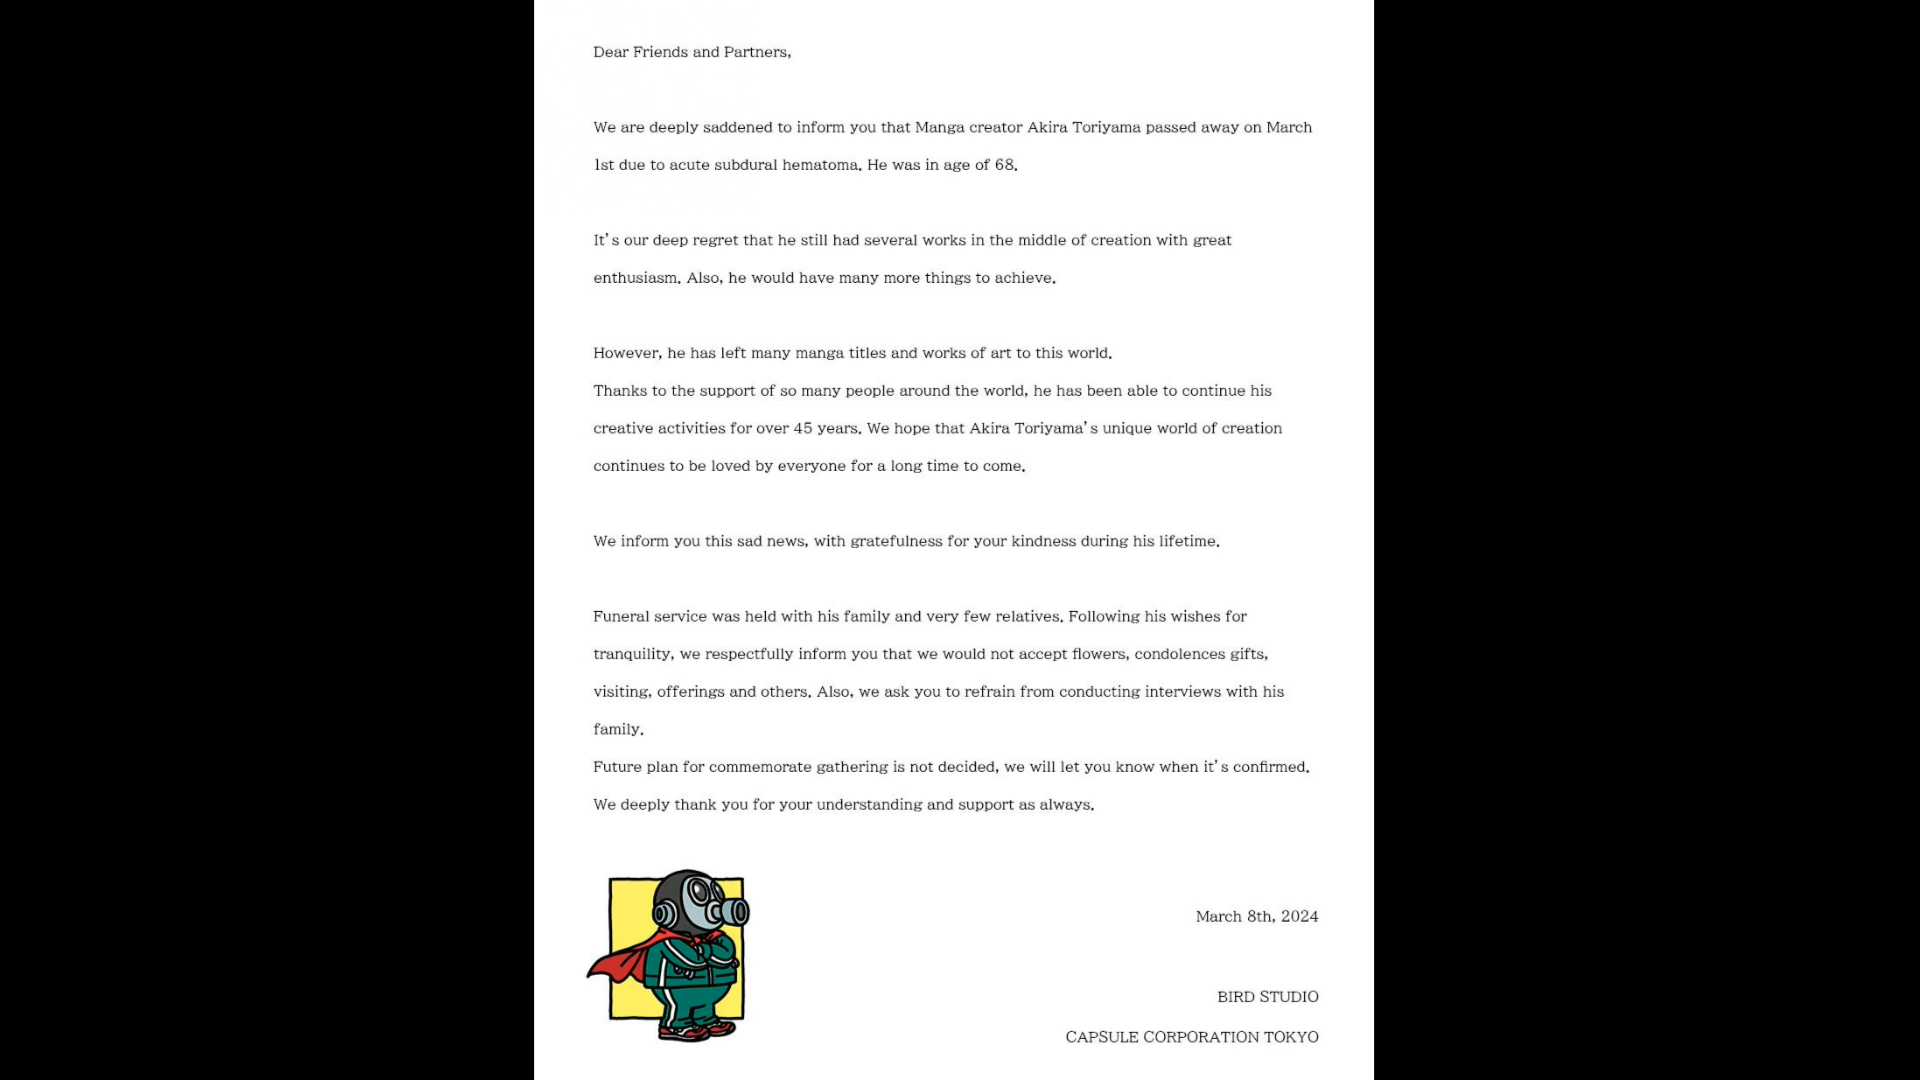 Dear Friends and Partners,
We are deeply saddened to inform you that Manga creator Akira Toriyama passed away on March
1st due to acute subdural hematoma. He was in age of 68.
It’s our deep regret that he still had several works in the middle of creation with great
enthusiasm. Also, he would have many more things to achieve.
However, he has left many manga titles and works of art to this world.
Thanks to the support of so many people around the world, he has been able to continue his
creative activities for over 45 years. We hope that Akira Toriyama’s unique world of creation
continues to be loved by everyone for a long time to come.
We inform you this sad news, with gratefulness for your kindness during his lifetime.
Funeral service was held with his family and very few relatives. Following his wishes for
tranquility, we respectfully inform you that we would not accept flowers, condolences gifts,
visiting, offerings and others. Also, we ask you to refrain from conducting interviews with his
family.
Future plan for commemorate gathering is not decided, we will let you know when it’s confirmed.
We deeply thank you for your understanding and support as always.
March 8th, 2024
BIRD STUDIO
CAPSULE CORPORATION TOKYO